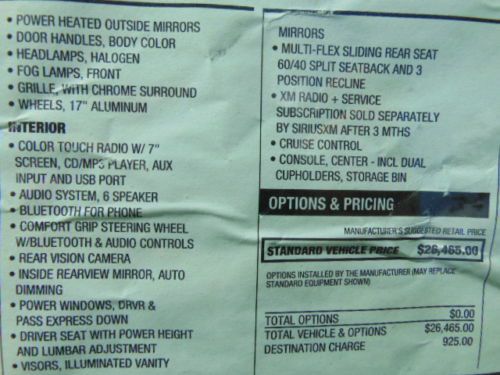 • POWER HEATED OUTSIDE MIRRORS
• DOOR HANDLES, BODY COLOR
• HEADLAMPS, HALOGEN
• FOG LAMPS, FRONT
• GRILLE, WITH CHROME SURROUND
• WHEELS, 17" ALUMINUM
INTERIOR
• COLOR TOUCH RADIO W/ 7"
SCREEN, CD/MP3 PLAYER, AUX
INPUT AND USB PORT
• AUDIO SYSTEM, 6 SPEAKER
• BLUETOOTH FOR PHONE
• COMFORT GRIP STEERING WHEEL
W/BLUETOOTH & AUDIO CONTROLS
• REAR VISION CAMERA
• INSIDE REARVIEW MIRROR, AUTO
DIMMING
• POWER WINDOWS, DRVR &
PASS EXPRESS DOWN
• DRIVER SEAT WITH POWER HEIGHT
AND LUMBAR ADJUSTMENT
• VISORS, ILLUMINATED VANITY
MIRRORS
• MULTI-FLEX SLIDING REAR SEAT
60/40 SPLIT SEATBACK AND 3
POSITION RECLINE
• XM RADIO + SERVICE
SUBSCRIPTION SOLD SEPARATELY
BY SIRIUSXM AFTER 3 MTHS
• CRUISE CONTROL
• CONSOLE, CENTER - INCL DUAL
CUPHOLDERS, STORAGE BIN
OPTIONS & PRICING
MANUFACTURER'S SUGGESTED RETAIL PRICE
STANDARD VEHICLE PRICE $26,465.00
OPTIONS INSTALLED BY THE MANUFACTURER (MAY REPLACE
STANDARD EQUIPMENT SHOWN)
TOTAL OPTIONS $0.00
TOTAL VEHICLE & OPTIONS $26,465.00
DESTINATION CHARGE 925.00